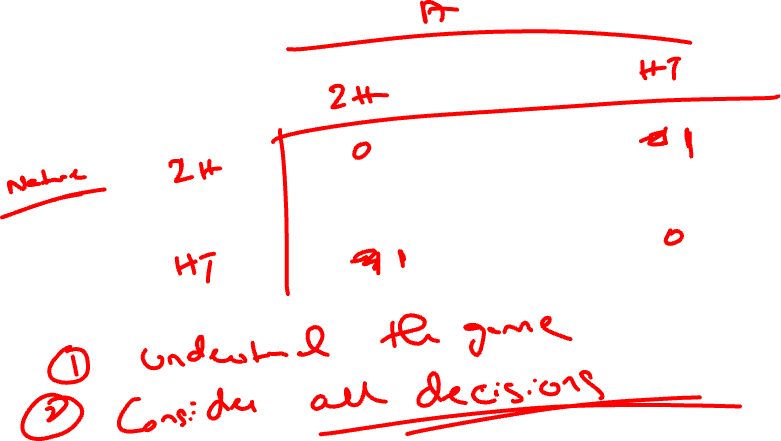 A
2H HT
Nature 2H 0 1
HT 1 0
① understand the game
② Consider all decisions